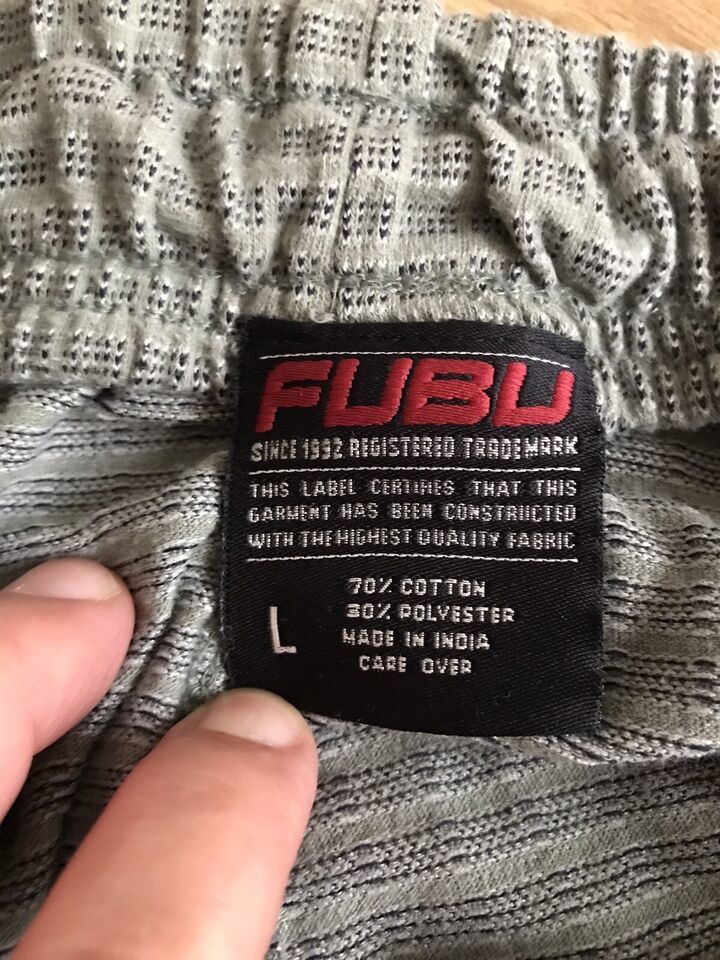 FUBU
SINCE 1992 REGISTERED TRADEMARK
THIS LABEL CERTIFIES THAT THIS
GARMENT HAS BEEN CONSTRUCTED
WITH THE HIGHEST QUALITY FABRIC
70% COTTON
30% POLYESTER
L
MADE IN INDIA
CARE OVER